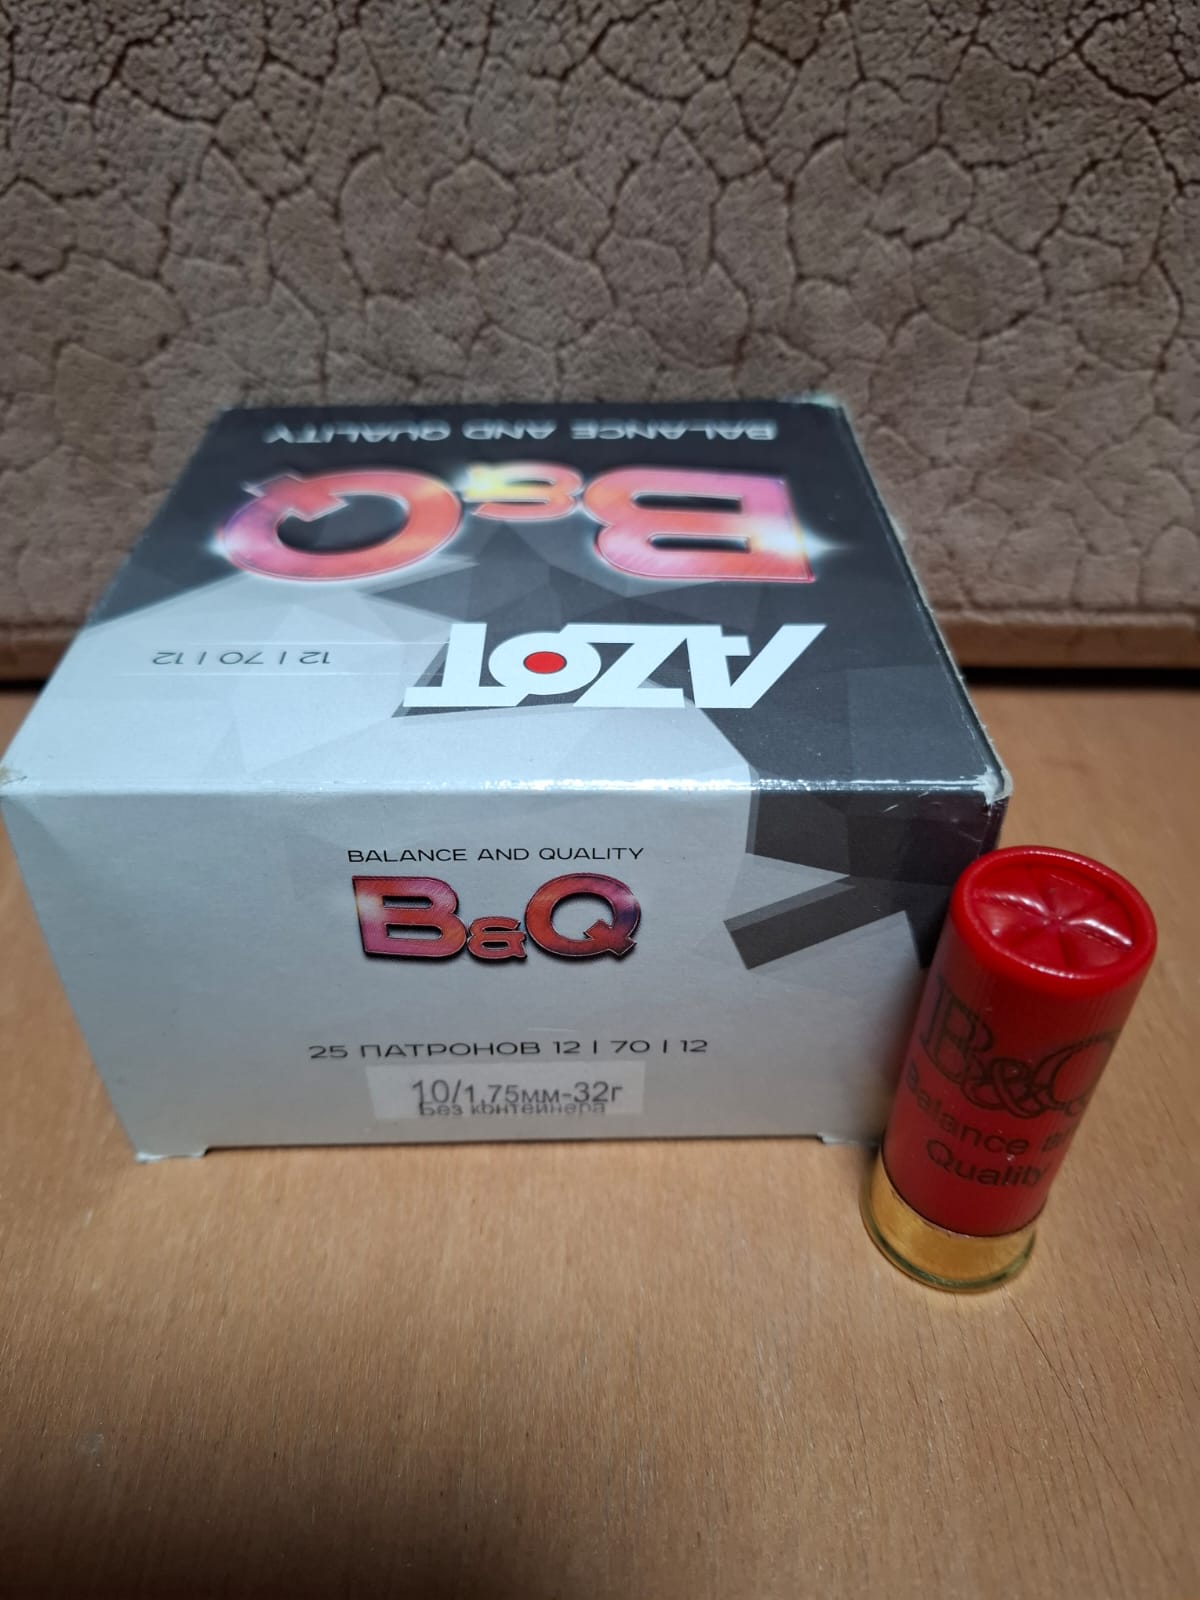 BALANCE AND QUALITY
B&Q
AZOT
12 | 70 | 12
BALANCE AND QUALITY
B&Q
25 ПАТРОНОВ 12 | 70 | 12
10/1,75мм-32г
Без контейнера
B&Q
Balance
Quality